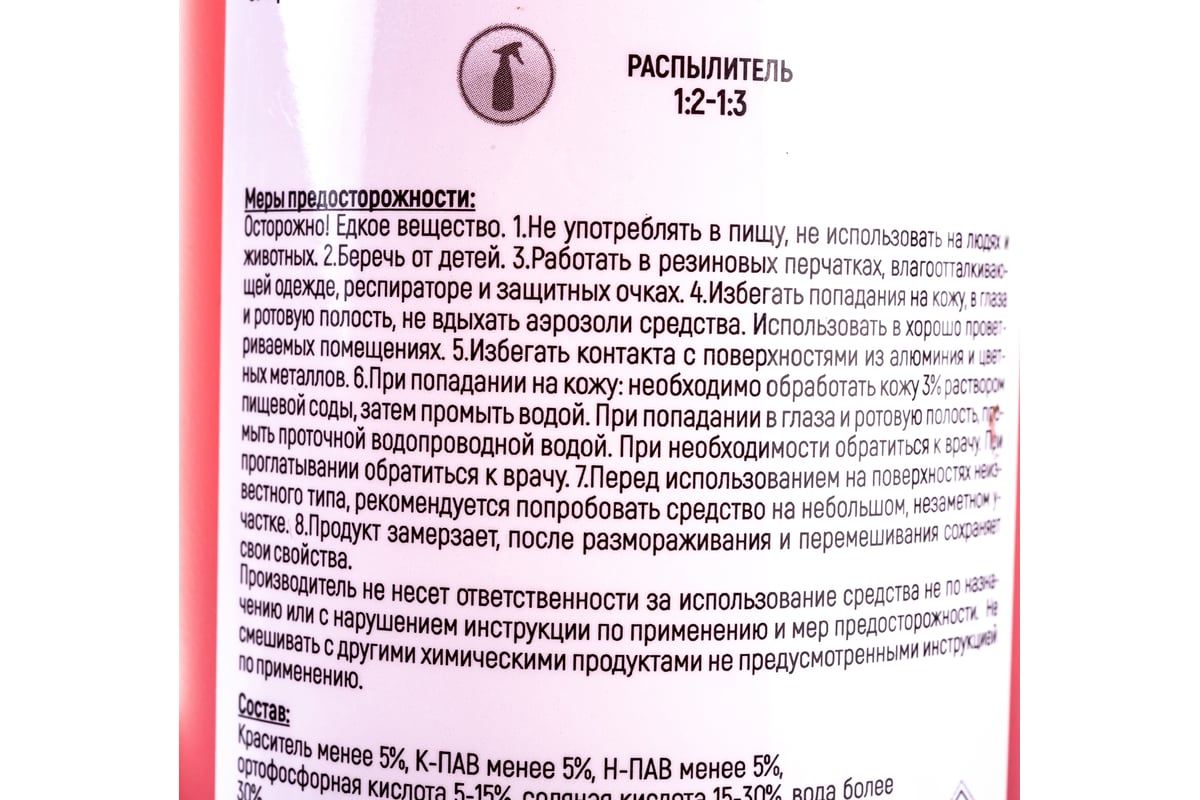 РАСПЫЛИТЕЛЬ
1:2-1:3
Меры предосторожности:
Осторожно! Едкое вещество. 1.Не употреблять в пищу, не использовать на людях и
животных. 2.Беречь от детей. 3.Работать в резиновых перчатках, влагоотталкиваю-
щей одежде, респираторе и защитных очках. 4.Избегать попадания на кожу, в глаза
и ротовую полость, не вдыхать аэрозоли средства. Использовать в хорошо провет-
риваемых помещениях. 5.Избегать контакта с поверхностями из алюминия и цвет-
ных металлов. 6.При попадании на кожу: необходимо обработать кожу 3% раствором
пищевой соды, затем промыть водой. При попадании в глаза и ротовую полость, про-
мыть проточной водопроводной водой. При необходимости обратиться к врачу. При
проглатывании обратиться к врачу. 7.Перед использованием на поверхностях неиз-
вестного типа, рекомендуется попробовать средство на небольшом, незаметном у-
частке. 8.Продукт замерзает, после размораживания и перемешивания сохраняет
свои свойства.
Производитель не несет ответственности за использование средства не по назна-
чению или с нарушением инструкции по применению и мер предосторожности. Не
смешивать с другими химическими продуктами не предусмотренными инструкцией
по применению.
Состав:
Краситель менее 5%, К-ПАВ менее 5%, Н-ПАВ менее 5%,
ортофосфорная кислота 5-15%, соляная кислота 15-30%, вода более
30%